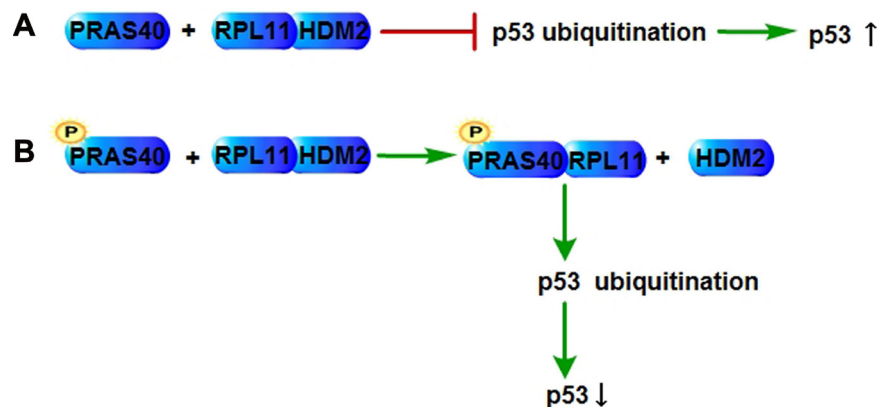 A PRAS40 + RPL11 HDM2 p53 ubiquitination p53 ↑
P P
B PRAS40 + RPL11 HDM2 PRAS40 RPL11 + HDM2
p53 ubiquitination
p53 ↓